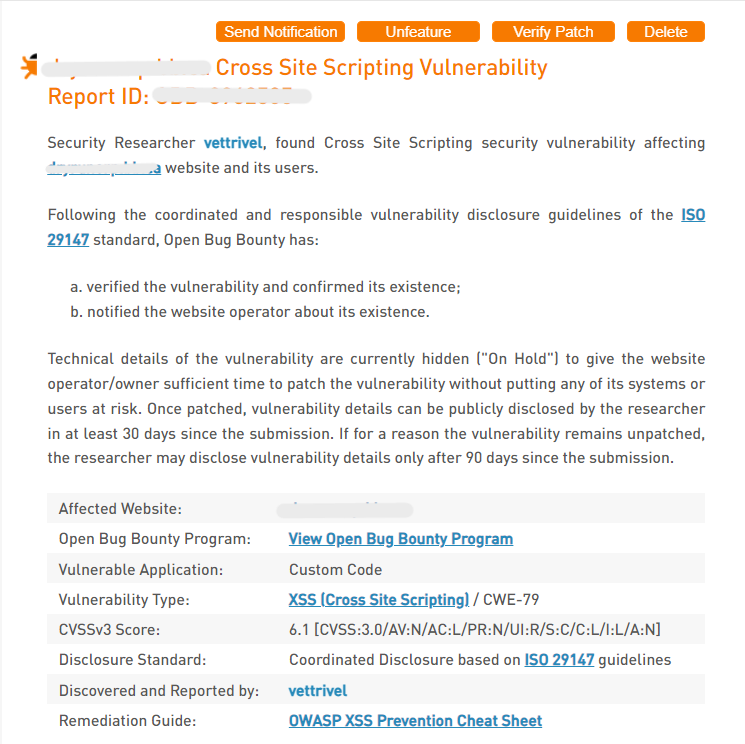 Send Notification Unfeature Verify Patch Delete
Cross Site Scripting Vulnerability
Report ID:
Security Researcher vettrivel, found Cross Site Scripting security vulnerability affecting
website and its users.
Following the coordinated and responsible vulnerability disclosure guidelines of the ISO
29147 standard, Open Bug Bounty has:
a. verified the vulnerability and confirmed its existence;
b. notified the website operator about its existence.
Technical details of the vulnerability are currently hidden ("On Hold") to give the website
operator/owner sufficient time to patch the vulnerability without putting any of its systems or
users at risk. Once patched, vulnerability details can be publicly disclosed by the researcher
in at least 30 days since the submission. If for a reason the vulnerability remains unpatched,
the researcher may disclose vulnerability details only after 90 days since the submission.
Affected Website:
Open Bug Bounty Program: View Open Bug Bounty Program
Vulnerable Application: Custom Code
Vulnerability Type: XSS (Cross Site Scripting) / CWE-79
CVSSv3 Score: 6.1 [CVSS:3.0/AV:N/AC:L/PR:N/UI:R/S:C/C:L/I:L/A:N]
Disclosure Standard: Coordinated Disclosure based on ISO 29147 guidelines
Discovered and Reported by: vettrivel
Remediation Guide: OWASP XSS Prevention Cheat Sheet